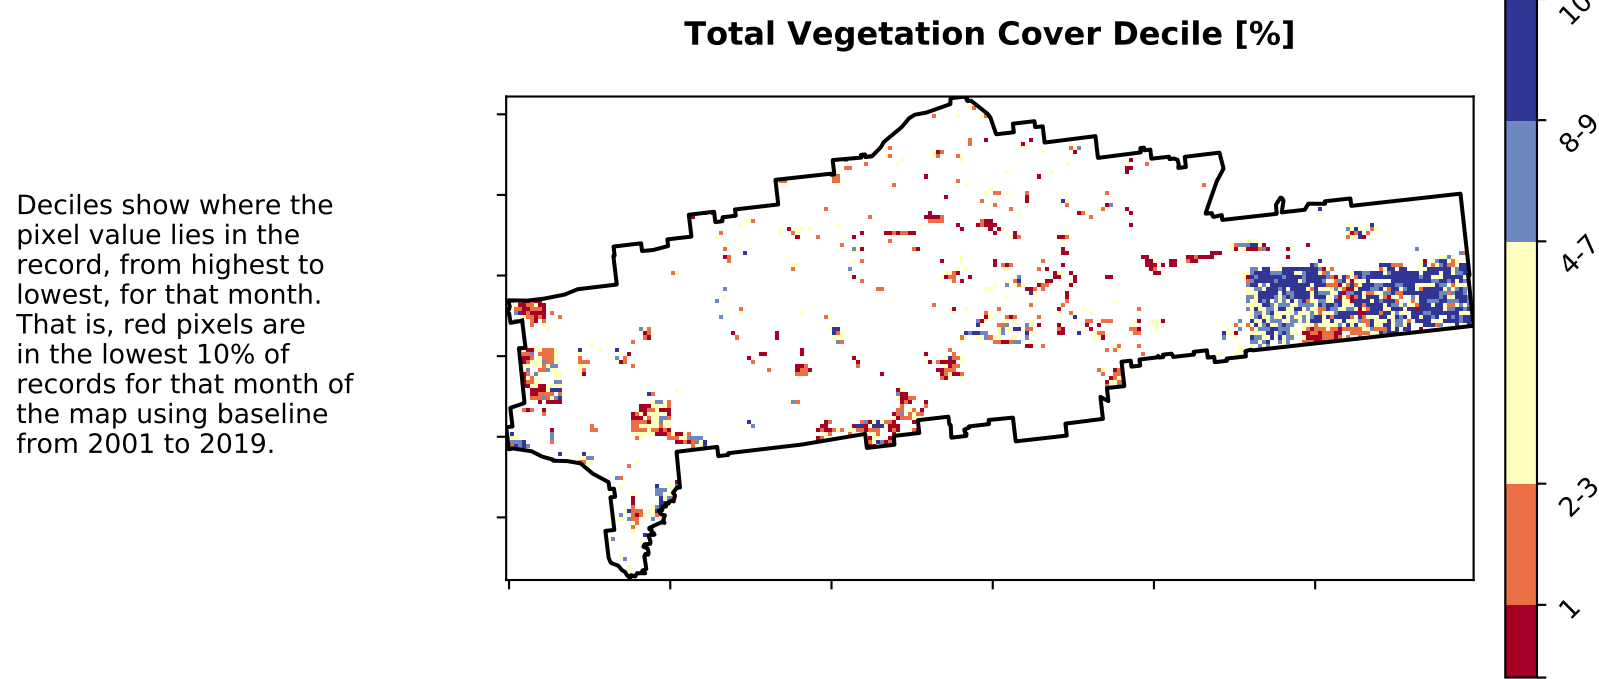 Total Vegetation Cover Decile [%]
Deciles show where the
pixel value lies in the
record, from highest to
lowest, for that month.
That is, red pixels are
in the lowest 10% of
records for that month of
the map using baseline
from 2001 to 2019.
10
8-9
4-7
2-3
1